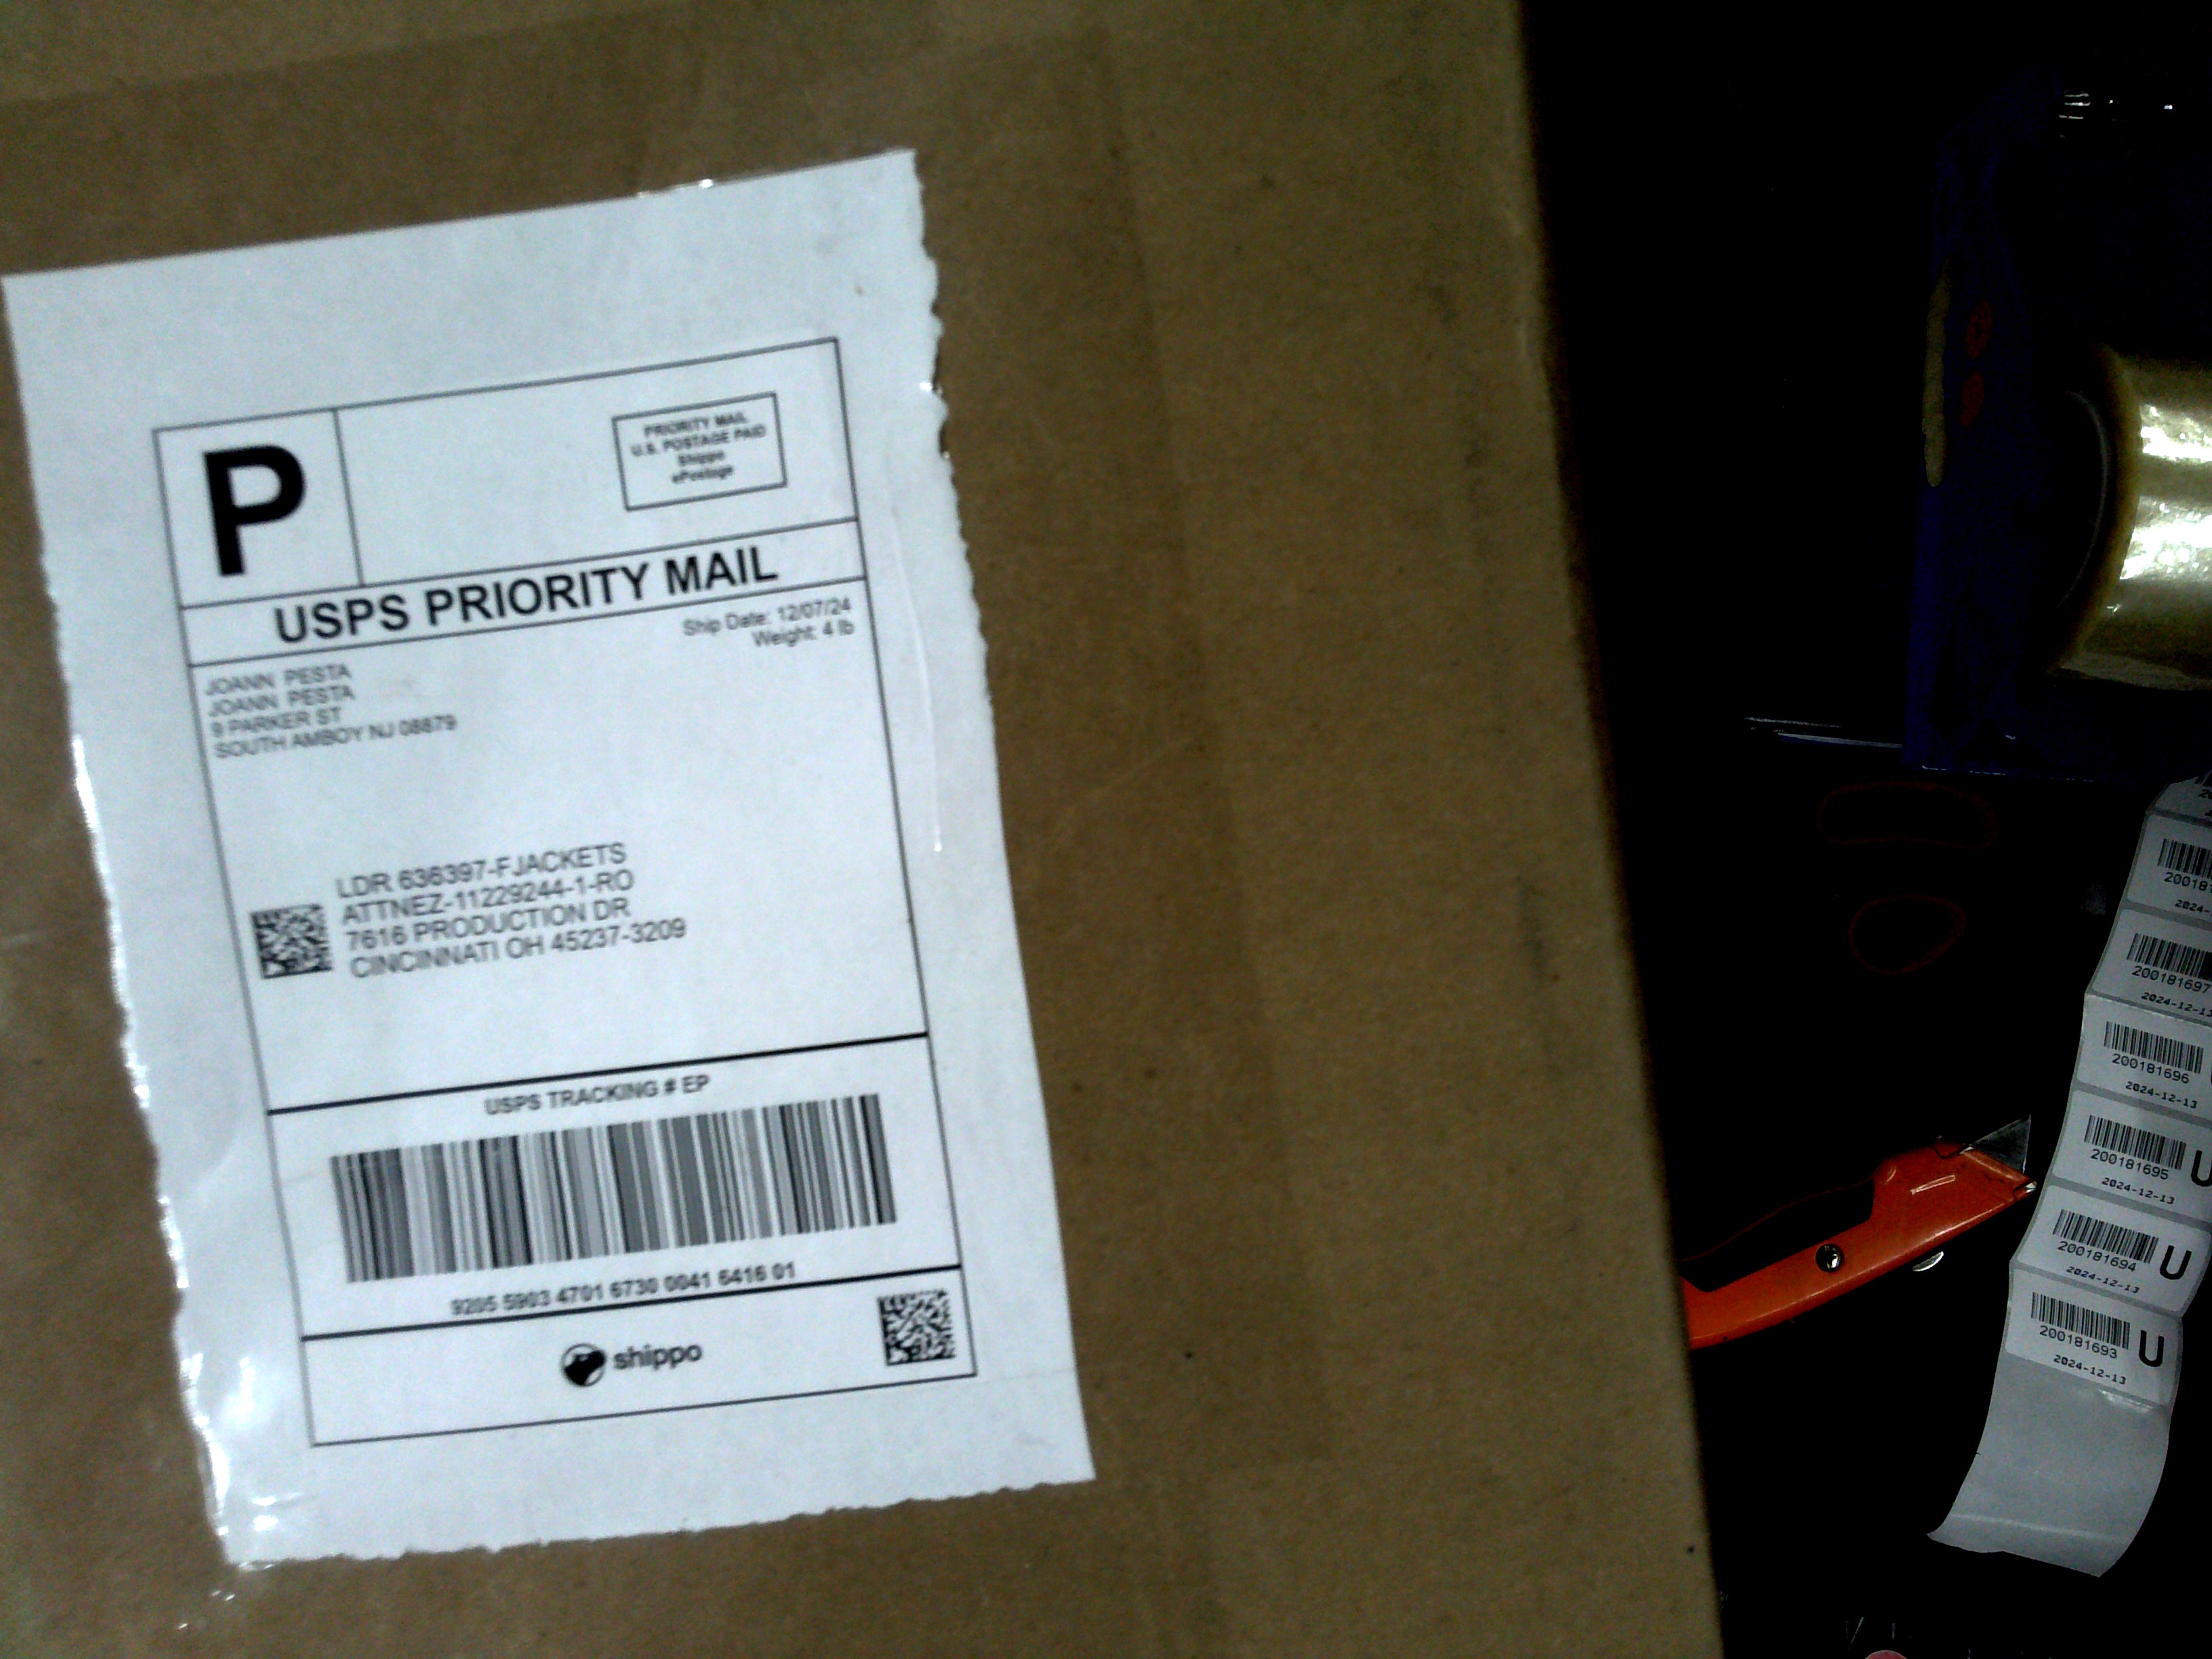 P
PRIORITY MAIL
U.S. POSTAGE PAID
Shippo
ePostage
USPS PRIORITY MAIL
Ship Date: 12/07/24
Weight: 4 lb
JOANN PESTA
JOANN PESTA
9 PARKER ST
SOUTH AMBOY NJ 08879
LDR 636397-FJACKETS
ATTNEZ-11229244-1-RO
7616 PRODUCTION DR
CINCINNATI OH 45237-3209
USPS TRACKING # EP
9205 5903 4701 6730 0041 6416 01
shippo
200181697
2024-12-13
200181696
2024-12-13
200181695 U
2024-12-13
200181694 U
2024-12-13
200181693 U
2024-12-13